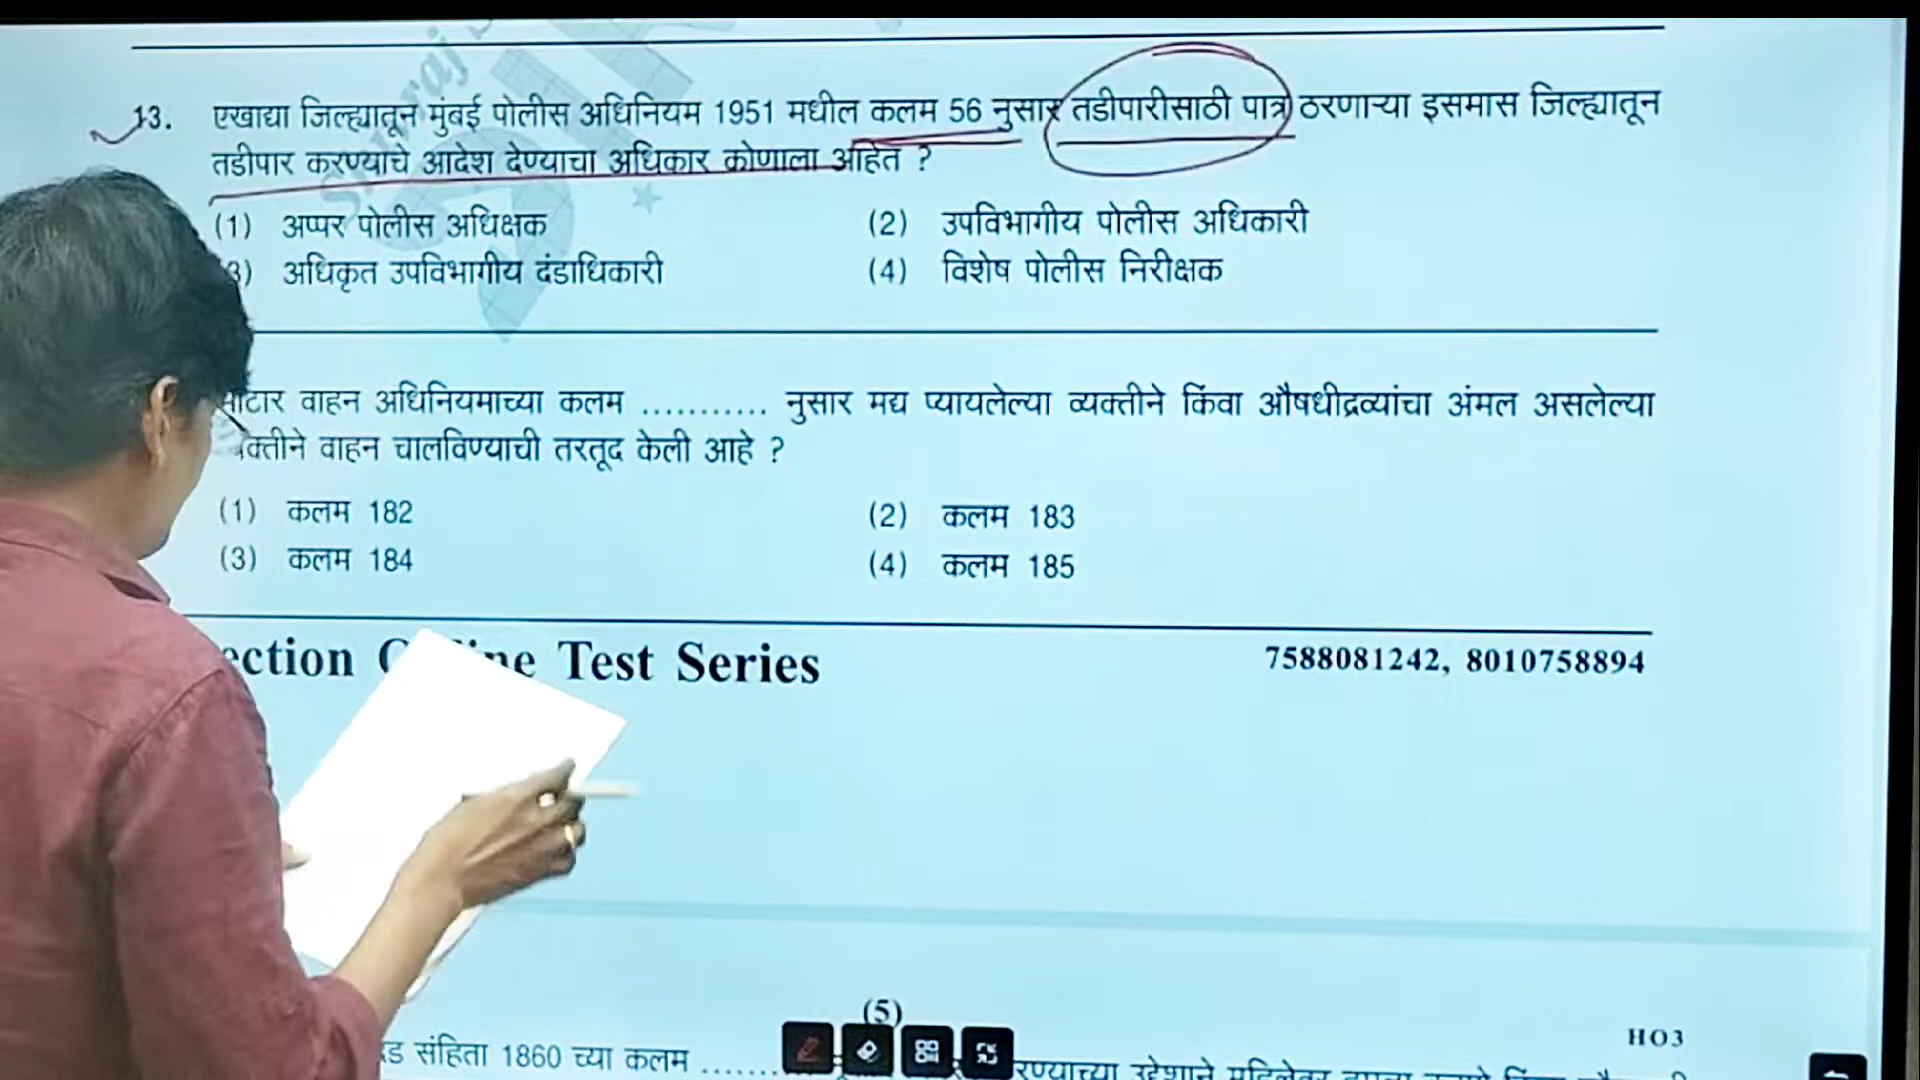 13. एखाद्या जिल्ह्यातून मुंबई पोलीस अधिनियम 1951 मधील कलम 56 नुसार तडीपारीसाठी पात्र ठरणाऱ्या इसमास जिल्ह्यातून
तडीपार करण्याचे आदेश देण्याचा अधिकार कोणाला आहेत ?
(1) अप्पर पोलीस अधिक्षक (2) उपविभागीय पोलीस अधिकारी
3) अधिकृत उपविभागीय दंडाधिकारी (4) विशेष पोलीस निरीक्षक
वाहन अधिनियमाच्या कलम ........... नुसार मद्य प्यायलेल्या व्यक्तीने किंवा औषधीद्रव्यांचा अंमल असलेल्या
वाहन चालविण्याची तरतूद केली आहे ?
(1) कलम 182 (2) कलम 183
(3) कलम 184 (4) कलम 185
ection Test Series 7588081242, 8010758894
(5)
HO3
संहिता 1860 च्या कलम